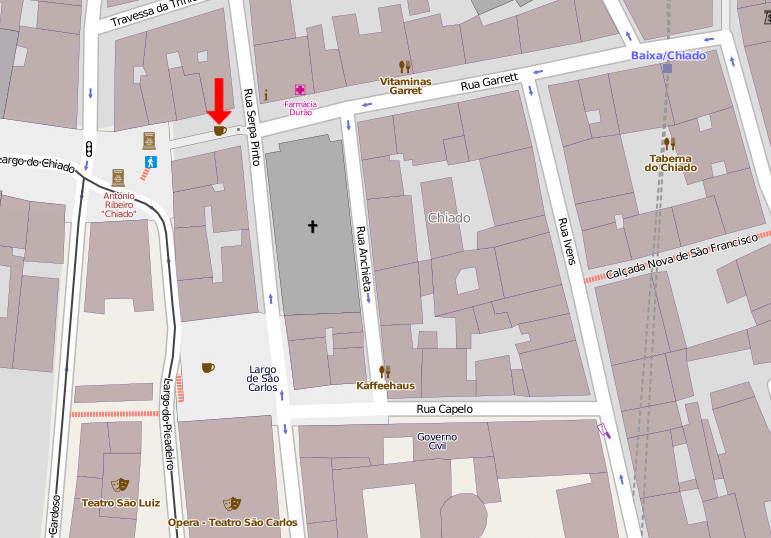 Travessa da Trin
Baixa/Chiado
Vitaminas
Garret
Rua Garrett
Farmácia
Durão
Rua Serpa Pinto
Largo do Chiado
António
Ribeiro
"Chiado"
Taberna
do Chiado
Chiado
Rua Anchieta
Rua Ivens
Calçada Nova de São Francisco
Largo
de São
Carlos
Kaffeehaus
Largo do Picadeiro
Rua Capelo
Governo
Civil
Teatro São Luiz
Opera - Teatro São Carlos
Cardoso